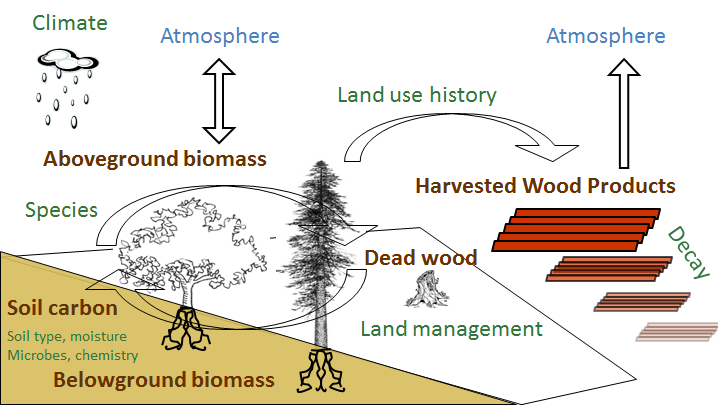 Climate
Atmosphere
Atmosphere
Land use history
Aboveground biomass
Harvested Wood Products
Species
Dead wood
Decay
Soil carbon
Soil type, moisture
Microbes, chemistry
Land management
Belowground biomass